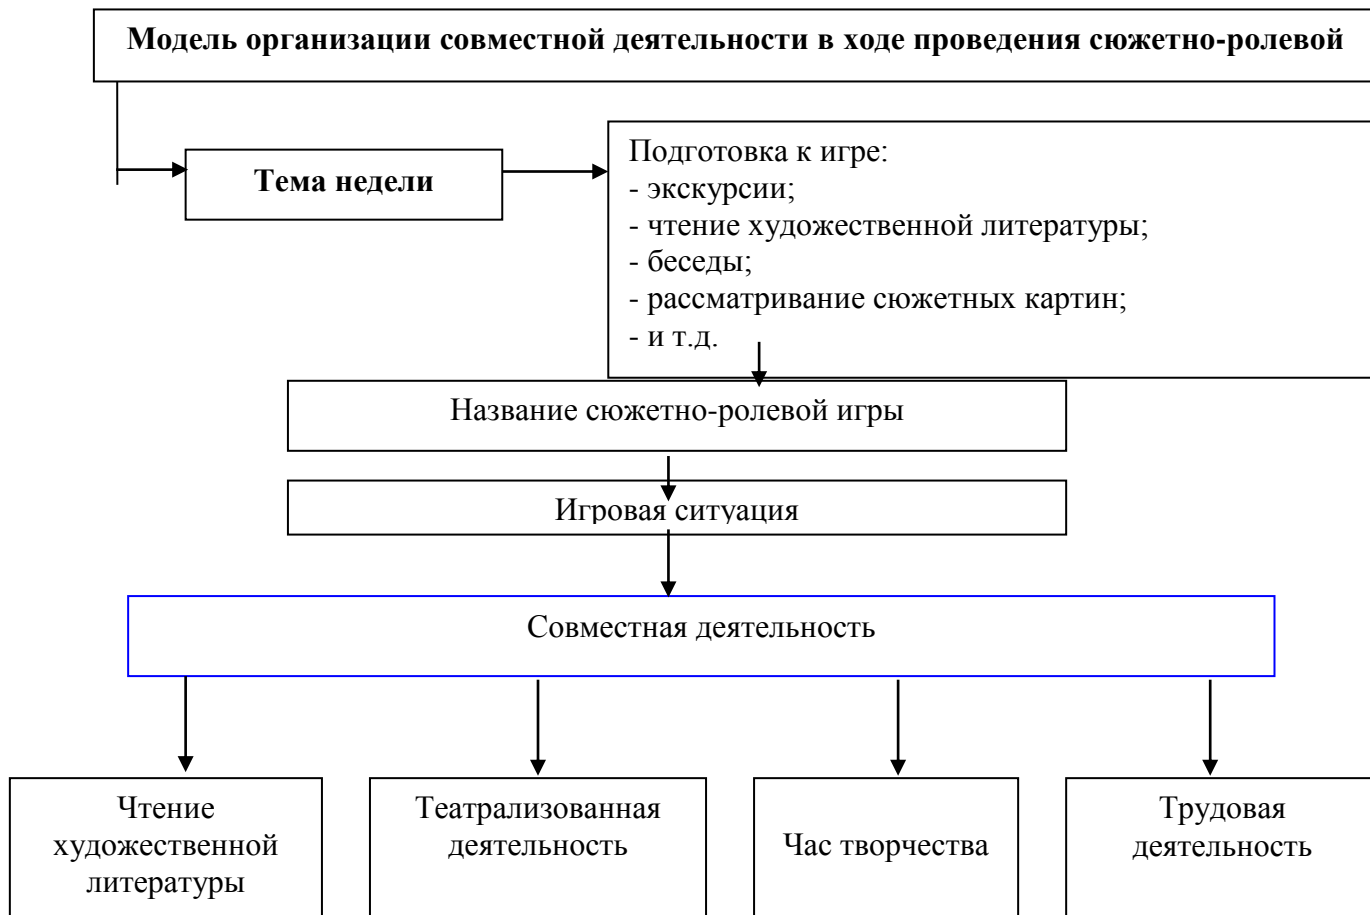 Модель организации совместной деятельности в ходе проведения сюжетно-ролевой
Тема недели
Подготовка к игре:
- экскурсии;
- чтение художественной литературы;
- беседы;
- рассматривание сюжетных картин;
- и т.д.
Название сюжетно-ролевой игры
Игровая ситуация
Совместная деятельность
Чтение
художественной
литературы
Театрализованная
деятельность
Час творчества
Трудовая
деятельность